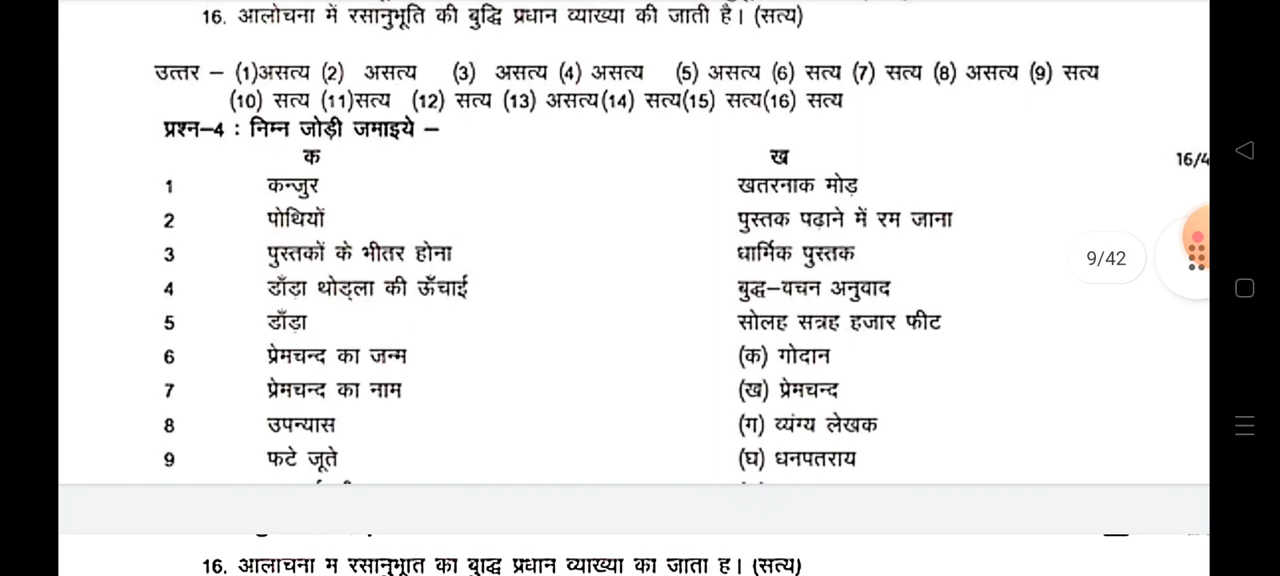 16. आलोचना में रसानुभूति की बुद्धि प्रधान व्याख्या की जाती है। (सत्य)
उत्तर – (1)असत्य (2) असत्य (3) असत्य (4) असत्य (5) असत्य (6) सत्य (7) सत्य (8) असत्य (9) सत्य
(10) सत्य (11)सत्य (12) सत्य (13) असत्य(14) सत्य(15) सत्य(16) सत्य
प्रश्न–4 : निम्न जोड़ी जमाइये –
क ख
16/4
1 कन्जुर खतरनाक मोड़
2 पोथियों पुस्तक पढ़ाने में रम जाना
3 पुस्तकों के भीतर होना धार्मिक पुस्तक
9/42
4 डाँड़ा थोड्ला की ऊँचाई बुद्ध–वचन अनुवाद
5 डाँड़ा सोलह सत्रह हजार फीट
6 प्रेमचन्द का जन्म (क) गोदान
7 प्रेमचन्द का नाम (ख) प्रेमचन्द
8 उपन्यास (ग) व्यंग्य लेखक
9 फटे जूते (घ) धनपतराय
16. आलाचना म रसानुभूात का बुाद्ध प्रधान व्याख्या का जाता ह। (सत्य)